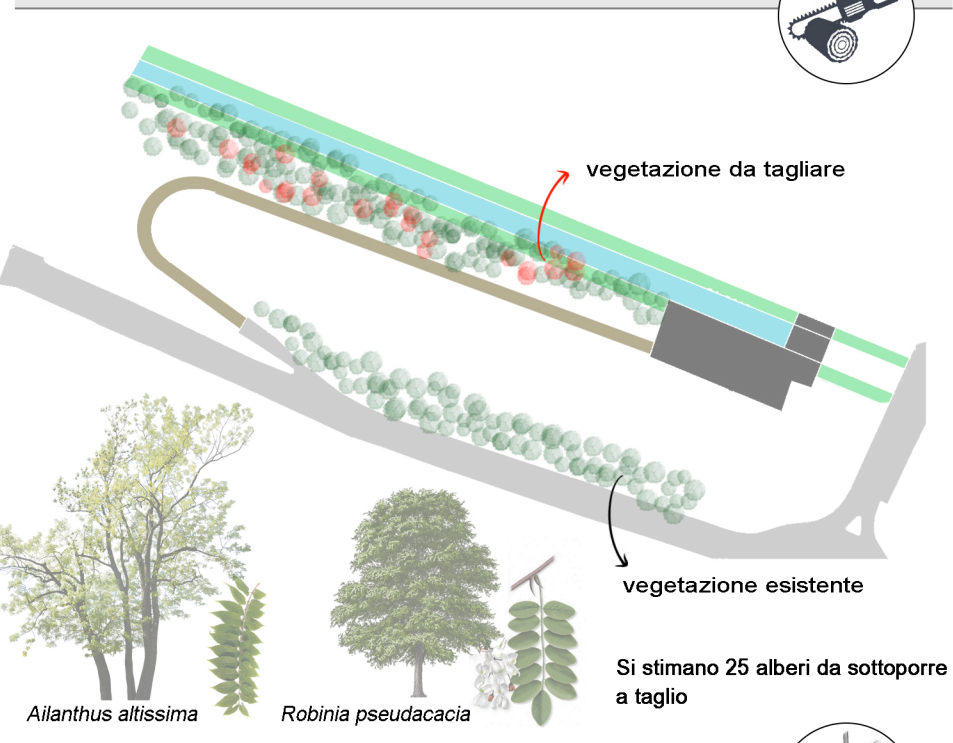 vegetazione da tagliare
vegetazione esistente
Si stimano 25 alberi da sottoporre
a taglio
Ailanthus altissima
Robinia pseudacacia